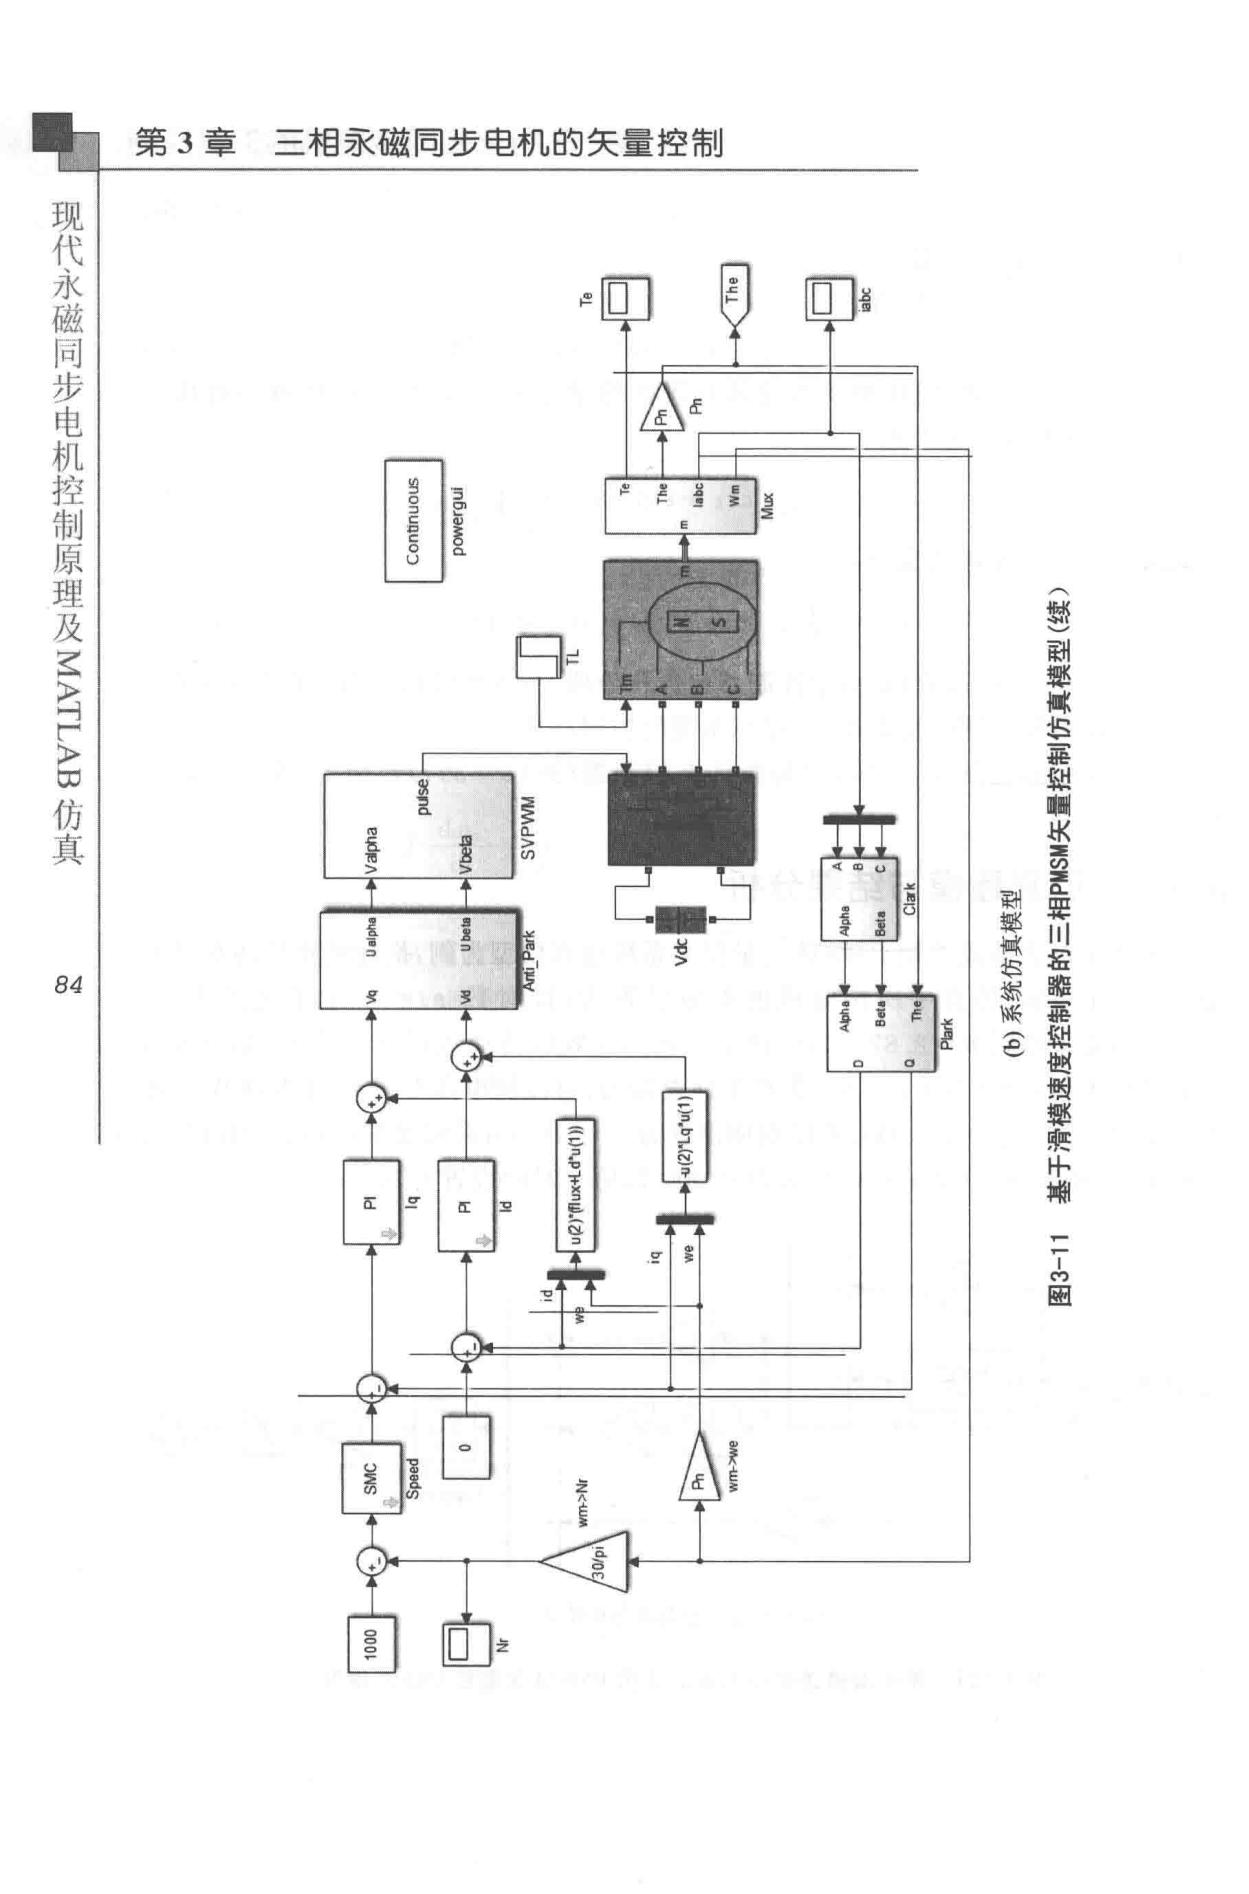 第 3 章 三相永磁同步电机的矢量控制
现代永磁同步电机控制原理及MATLAB仿真
84
1000
Nr
SMC
Speed
0
30/pi
wm->Nr
Pn
wm->we
PI
Iq
PI
Id
id
we
u(2)*(flux+Ld*u(1))
iq
we
-u(2)*Lq*u(1)
Vq
Vd
Ualpha
Ubeta
Anti_Park
Valpha
Vbeta
pulse
SVPWM
Continuous
powergui
Vdc
TL
Tm
A
B
C
N
S
m
m
Te
The
Iabc
Wm
Mux
Pn
Pn
Te
The
iabc
A
B
C
Alpha
Beta
Clark
Alpha
Beta
The
D
Q
Plark
(b) 系统仿真模型
图3-11 基于滑模速度控制器的三相PMSM矢量控制仿真模型(续)